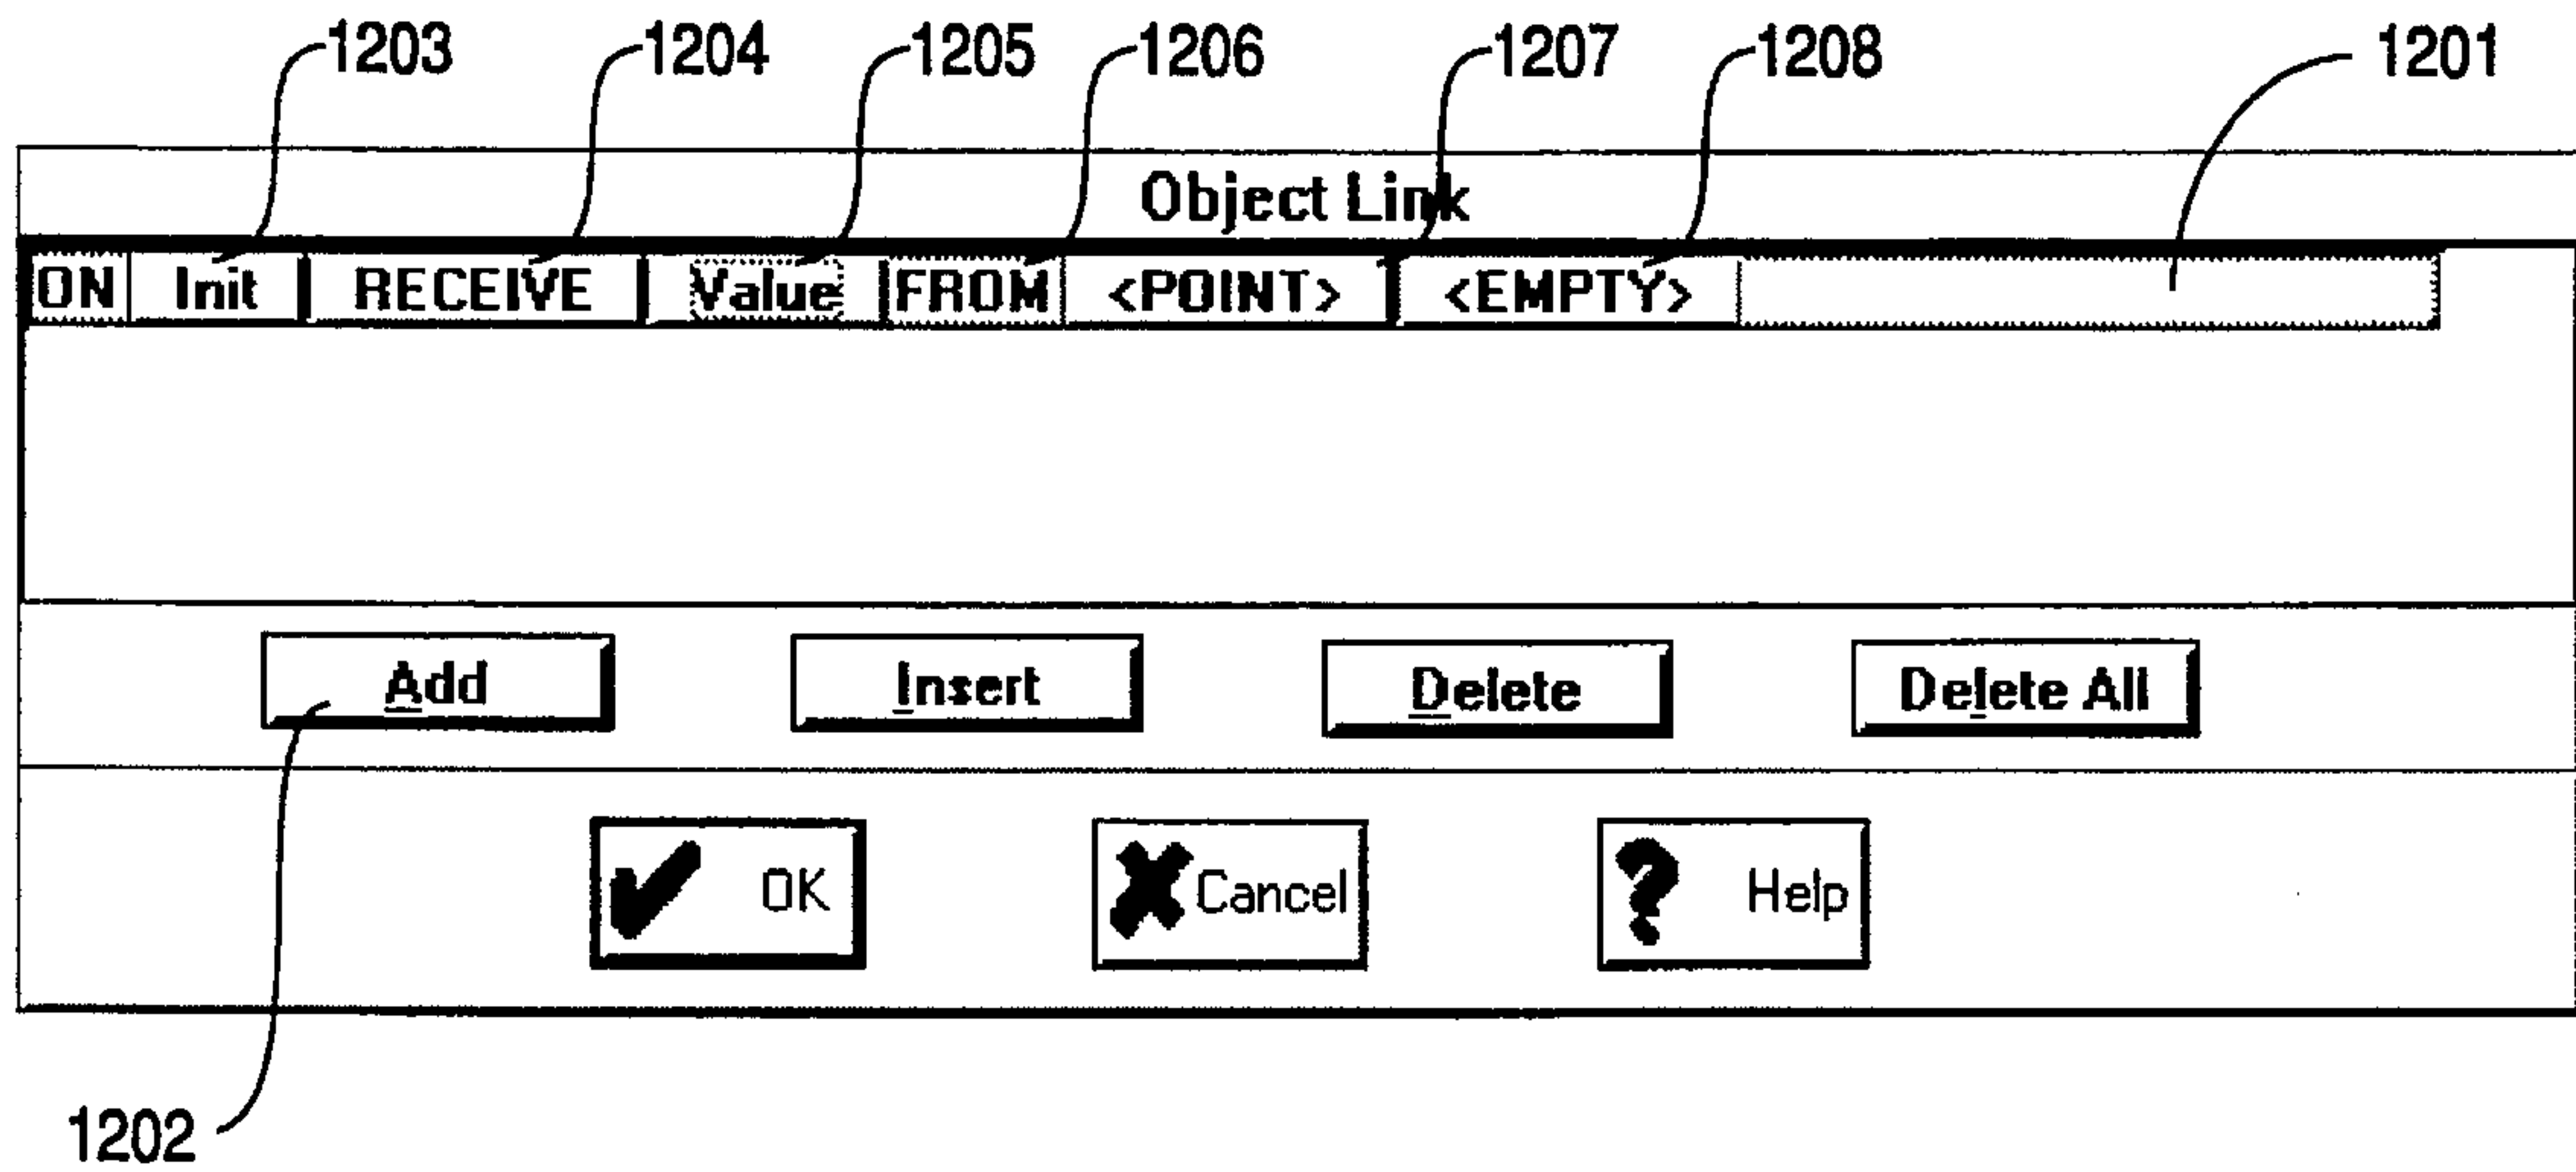 1203 1204 1205 1206 1207 1208 1201
Object Link
ON Init RECEIVE Value FROM <POINT> <EMPTY>
Add Insert Delete Delete All
OK Cancel Help
1202